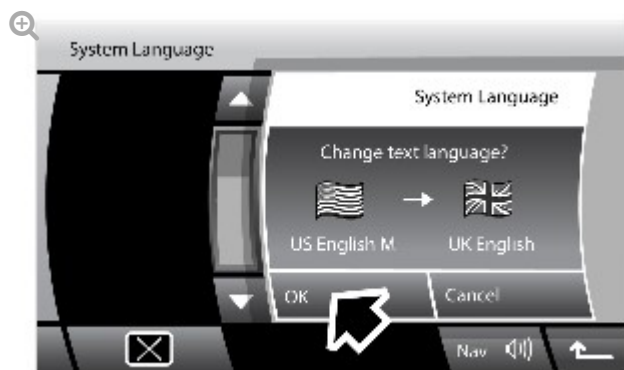 System Language
System Language
Change text language?
US English M
UK English
OK
Cancel
Nav